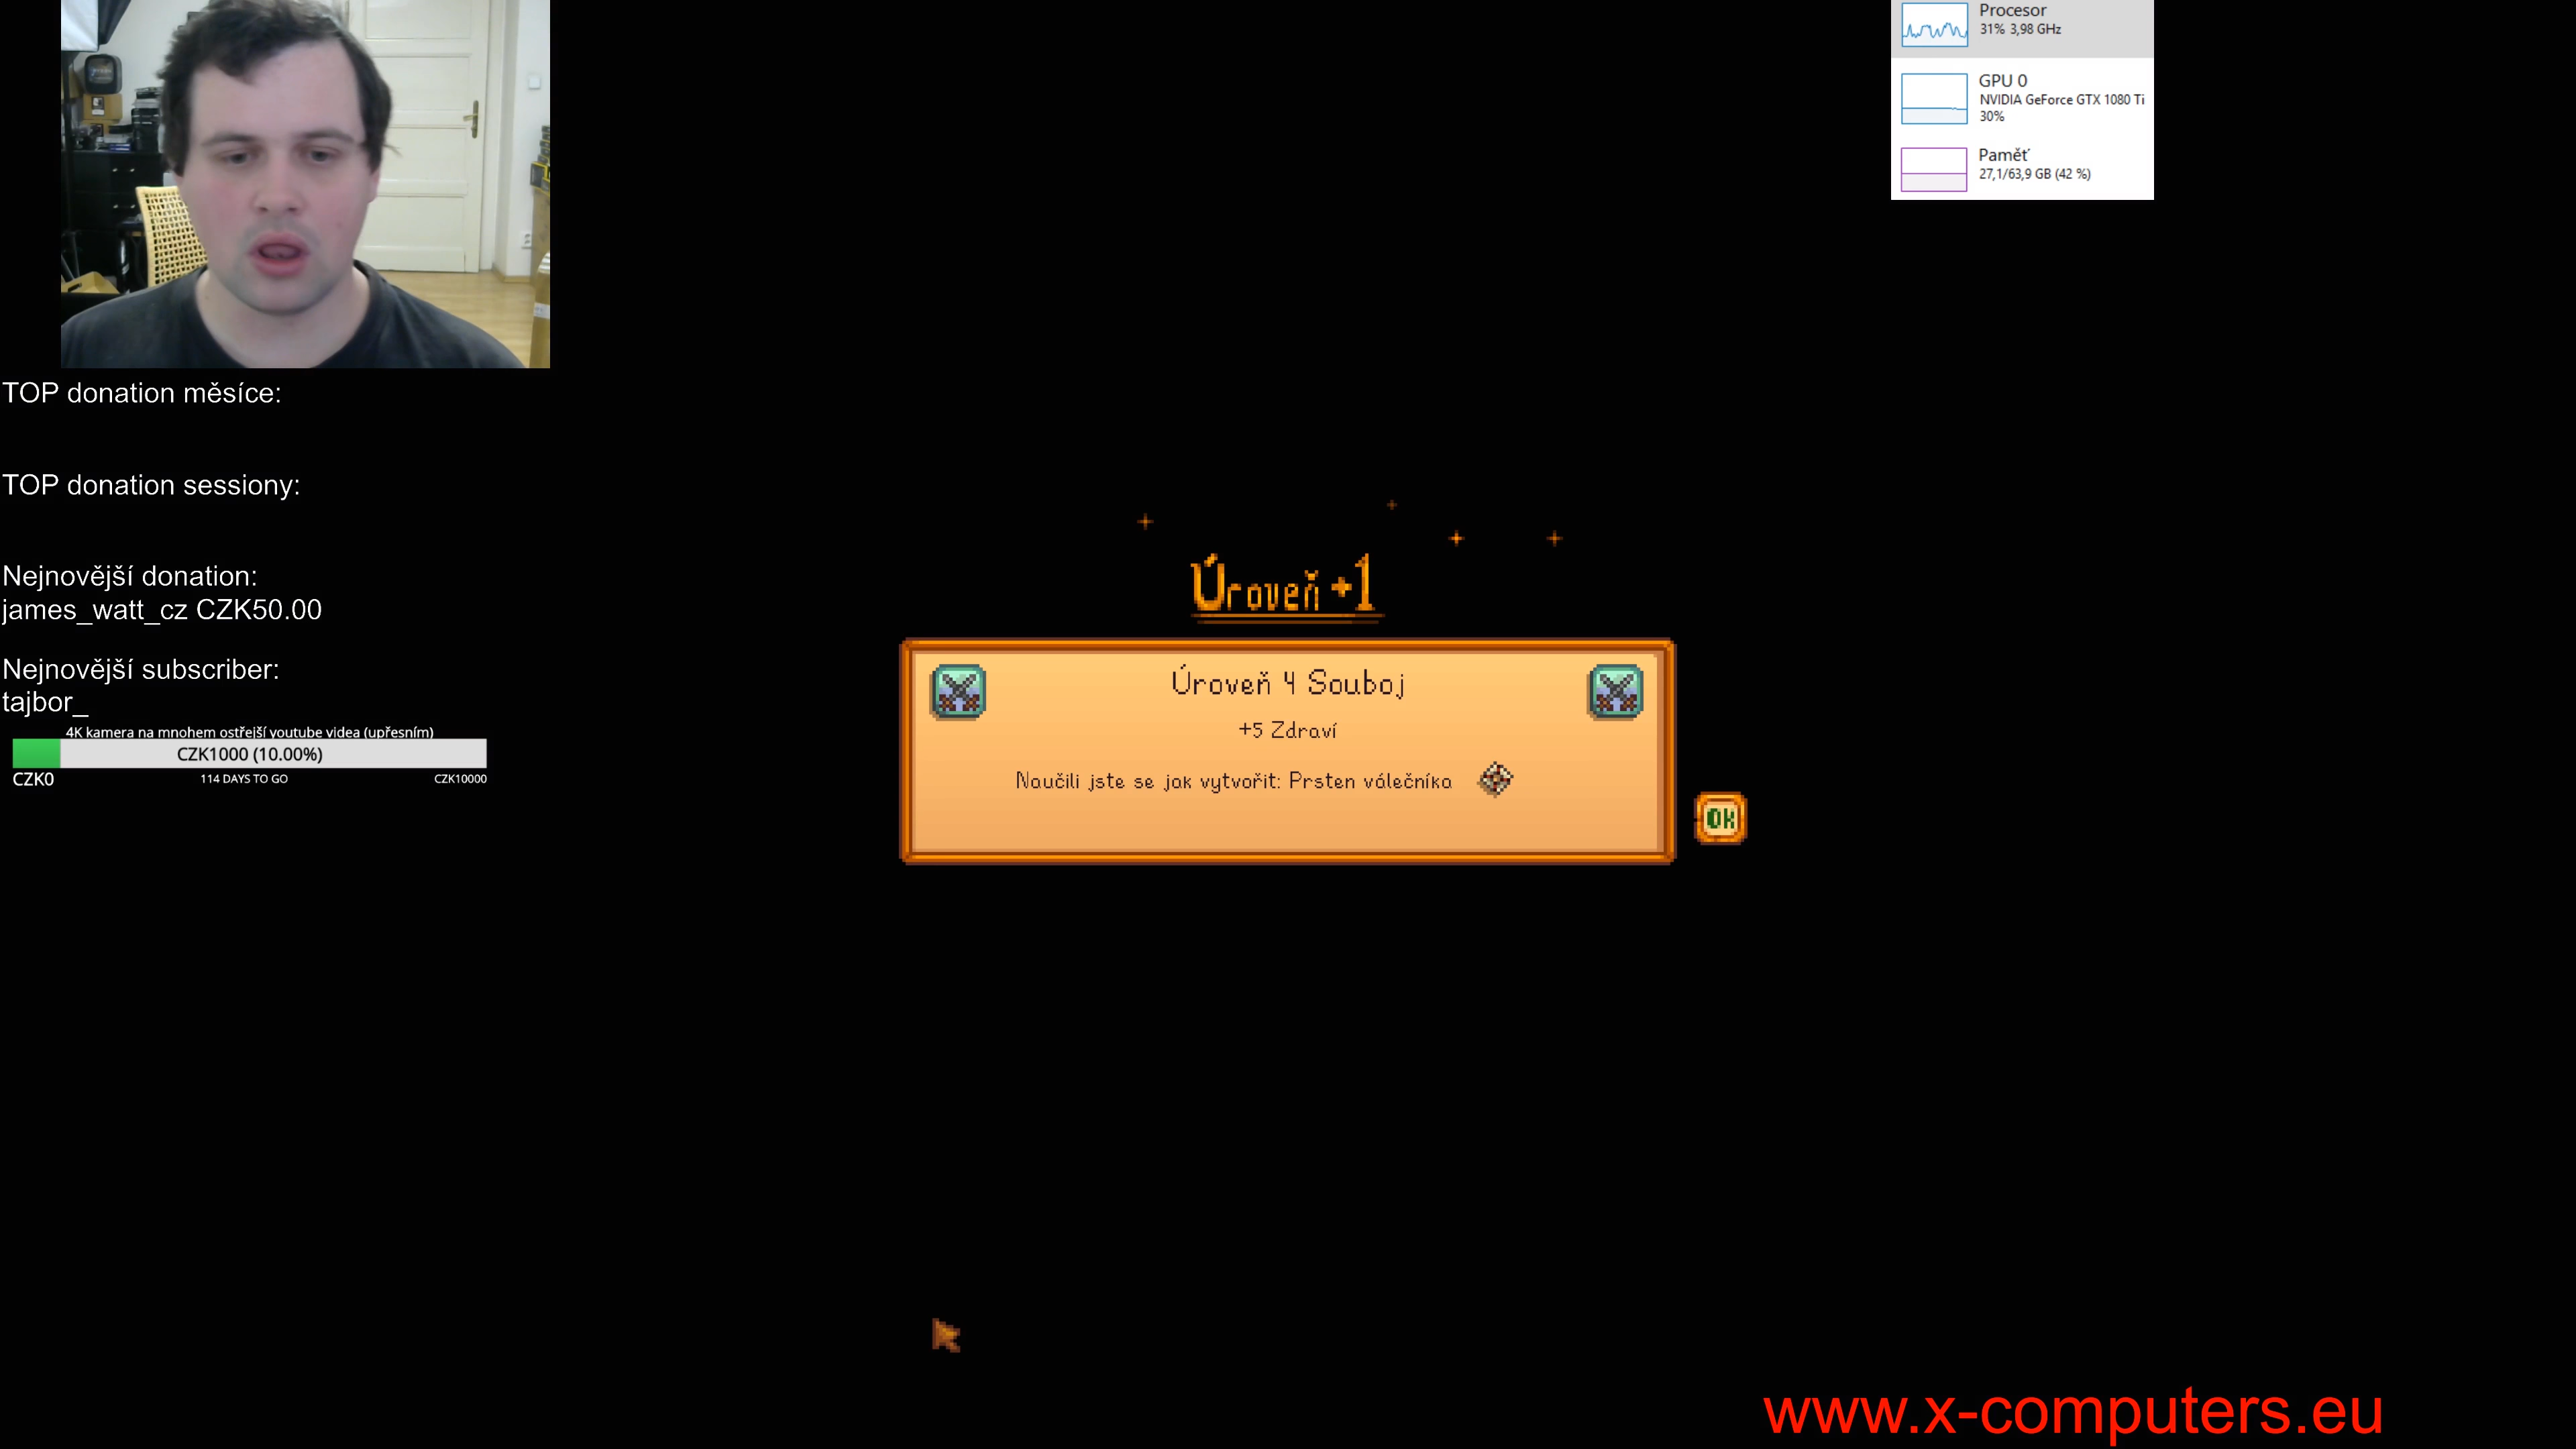 Procesor
31% 3,98 GHz
GPU 0
NVIDIA GeForce GTX 1080 Ti
30%
Paměť
27,1/63,9 GB (42 %)
TOP donation měsíce:
TOP donation sessiony:
Nejnovější donation:
james_watt_cz CZK50.00
Nejnovější subscriber:
tajbor_
4K kamera na mnohem ostřejší youtube videa (upřesním)
CZK1000 (10.00%)
CZK0 114 DAYS TO GO CZK10000
Úroveň +1
Úroveň 4 Souboj
+5 Zdraví
Naučili jste se jak vytvořit: Prsten válečníka
OK
www.x-computers.eu